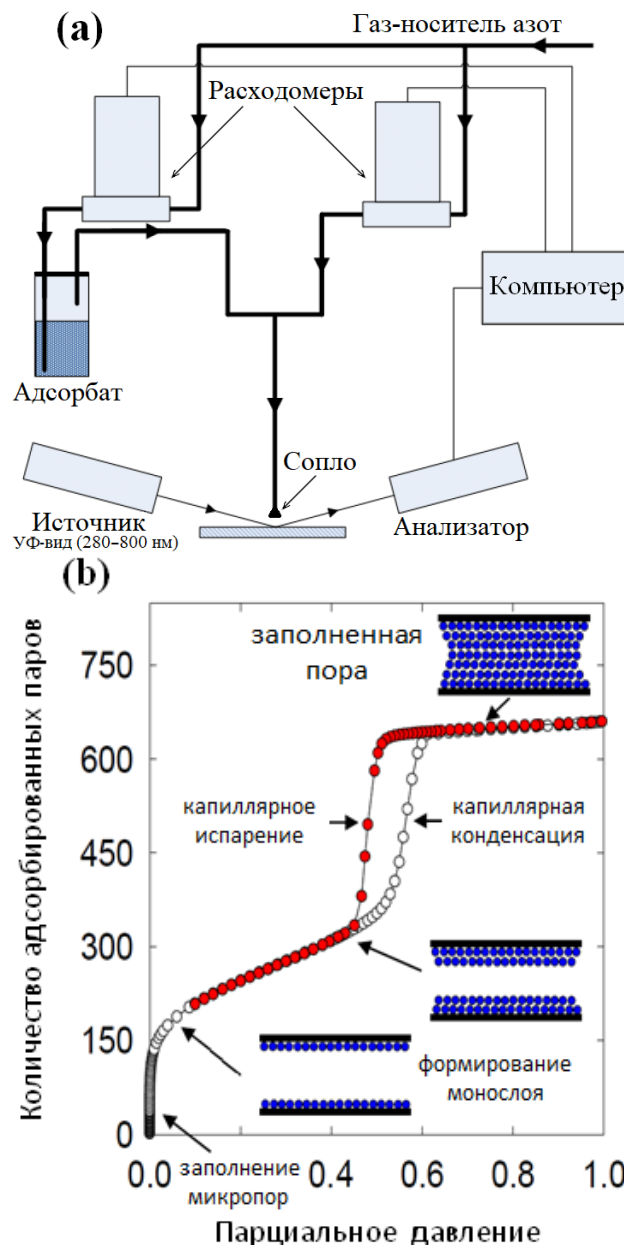 (a)
Газ-носитель азот
Расходомеры
Компьютер
Адсорбат
Сопло
Источник
УФ-вид (280–800 нм)
Анализатор
(b)
Количество адсорбированных паров
750
600
450
300
150
0
заполненная
пора
капиллярное
испарение
капиллярная
конденсация
формирование
монослоя
заполнение
микропор
0.0
0.2
0.4
0.6
0.8
1.0
Парциальное давление